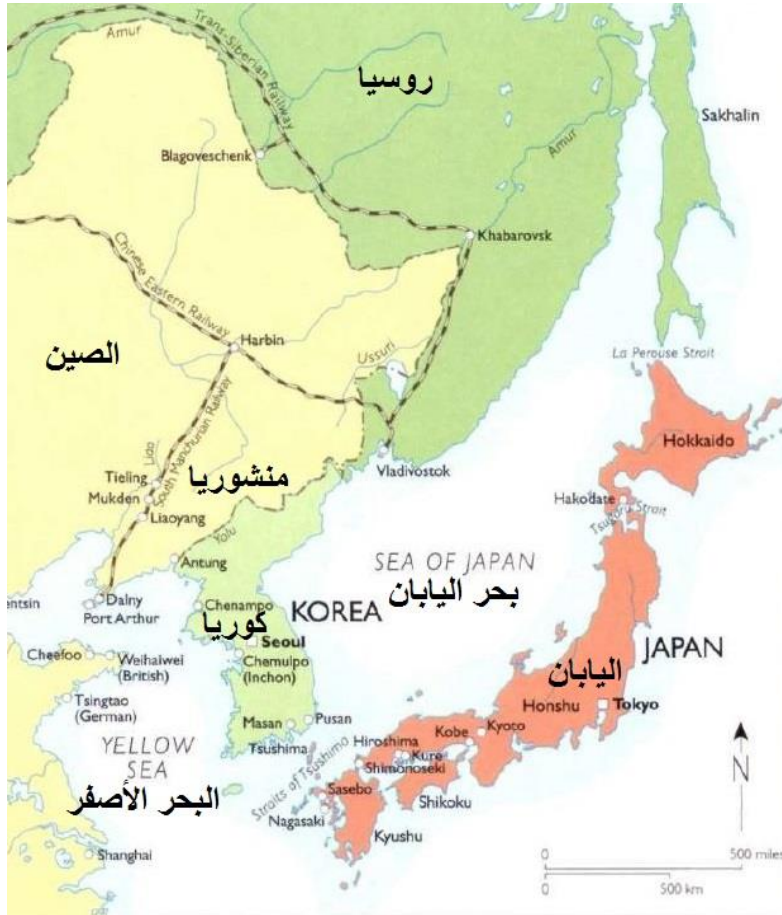 Amur
Trans-Siberian Railway
روسيا
Sakhalin
Blagoveschenk
Amur
Khabarovsk
Chinese Eastern Railway
الصين
Harbin
Ussuri
La Perouse Strait
Hokkaido
South Manchurian Railway
Liao
Tieling
منشوريا
Vladivostok
Mukden
Hakodate
Tsugaru Strait
Liaoyang
Yalu
Antung
SEA OF JAPAN
بحر اليابان
entsin
Dalny
Port Arthur
Chenampo
كوريا
KOREA
Seoul
JAPAN
اليابان
Cheefoo
Weihaiwei
(British)
Chemulpo
(Inchon)
Honshu
Tokyo
Tsingtao
(German)
Masan
Pusan
Kobe
Kyoto
YELLOW
SEA
Tsushima
Straits of Tsushima
Hiroshima
Kure
Shimonoseki
البحر الأصفر
Sasebo
Shikoku
N
Nagasaki
Kyushu
Shanghai
0 500 miles
0 500 km